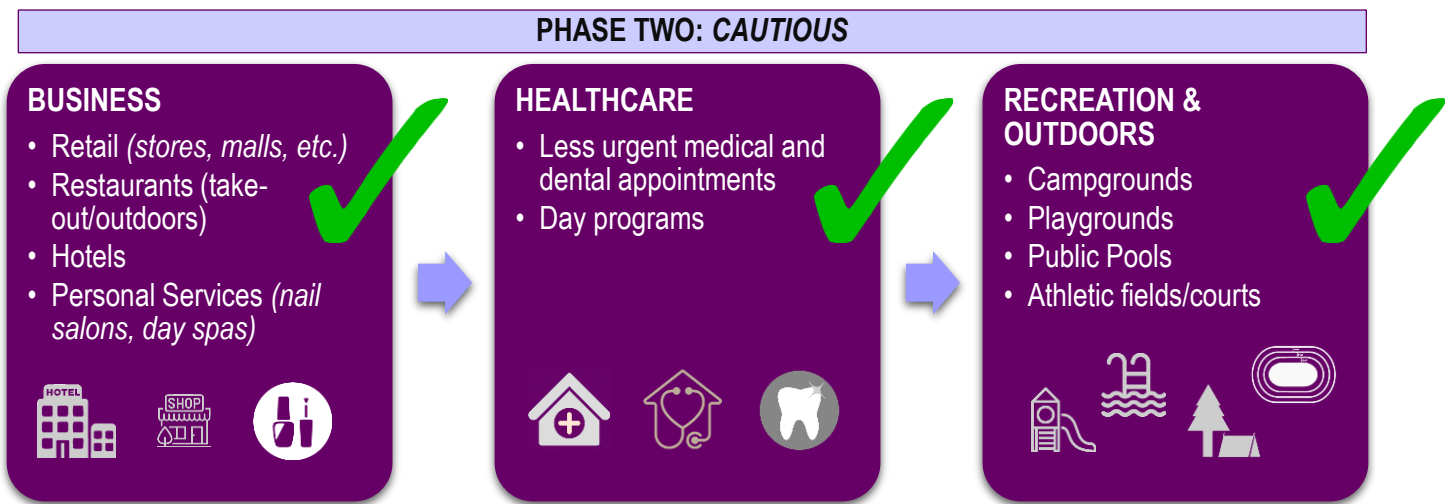 PHASE TWO: CAUTIOUS
BUSINESS
• Retail (stores, malls, etc.)
• Restaurants (take-
out/outdoors)
• Hotels
• Personal Services (nail
salons, day spas)
HOTEL
SHOP
HEALTHCARE
• Less urgent medical and
dental appointments
• Day programs
RECREATION &
OUTDOORS
• Campgrounds
• Playgrounds
• Public Pools
• Athletic fields/courts